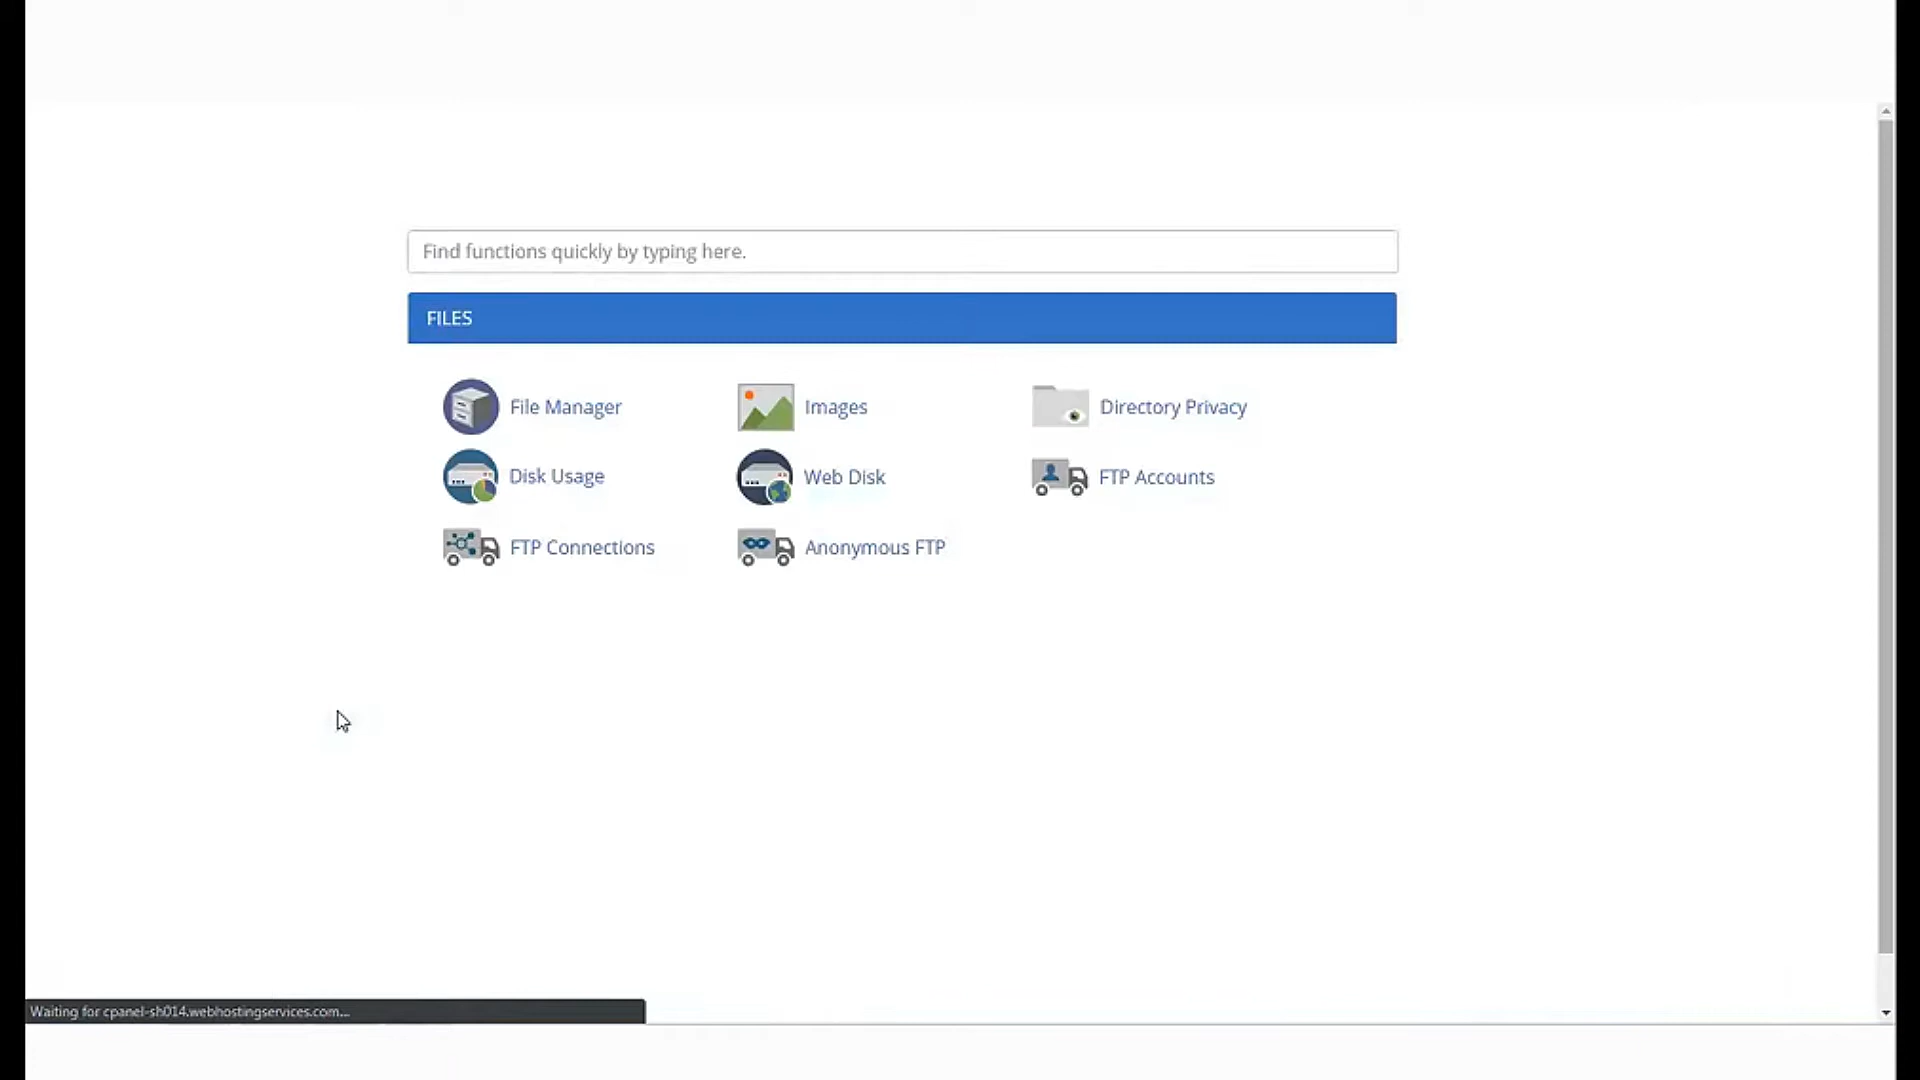 Find functions quickly by typing here.
FILES
File Manager
Images
Directory Privacy
Disk Usage
Web Disk
FTP Accounts
FTP Connections
Anonymous FTP
Waiting for cpanel-sh014.webhostingservices.com...